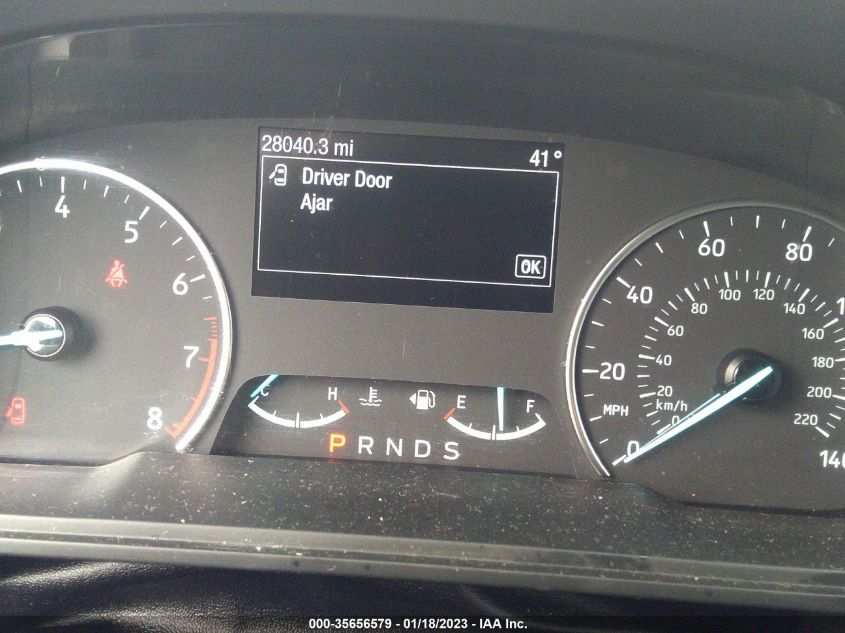 28040.3 mi 41°
Driver Door
Ajar
OK
4
5
6
7
8
C H E F
P R N D S
0 20 40 60 80
MPH
km/h
0 20 40 60 80 100 120 140 160 180 200 220
140
000-35656579 / 01/18/2023 - IAA Inc.